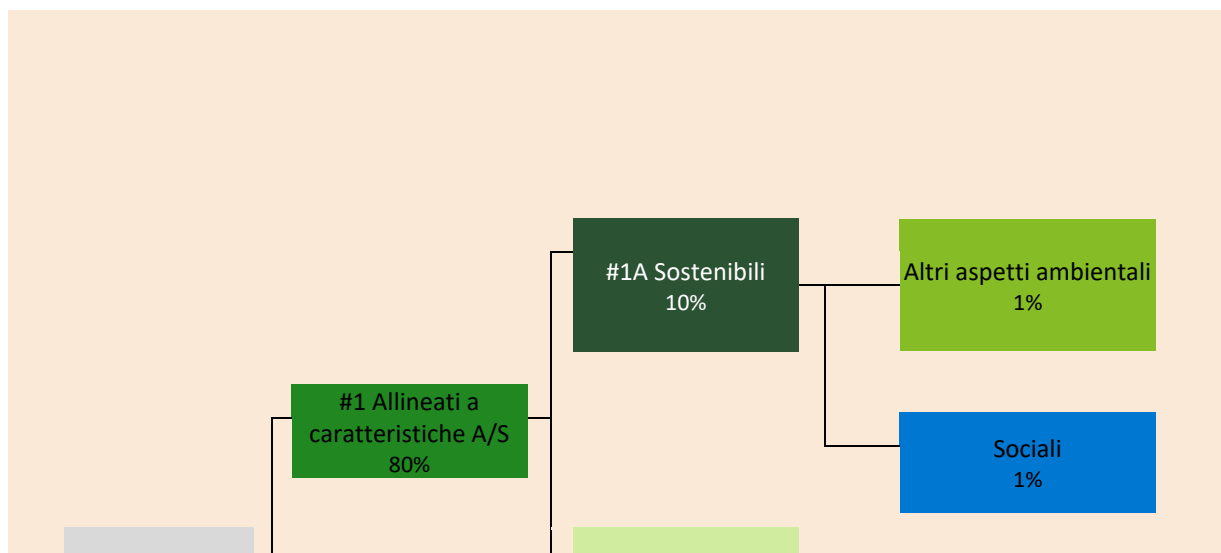 #1A Sostenibili
10%
Altri aspetti ambientali
1%
#1 Allineati a
caratteristiche A/S
80%
Sociali
1%